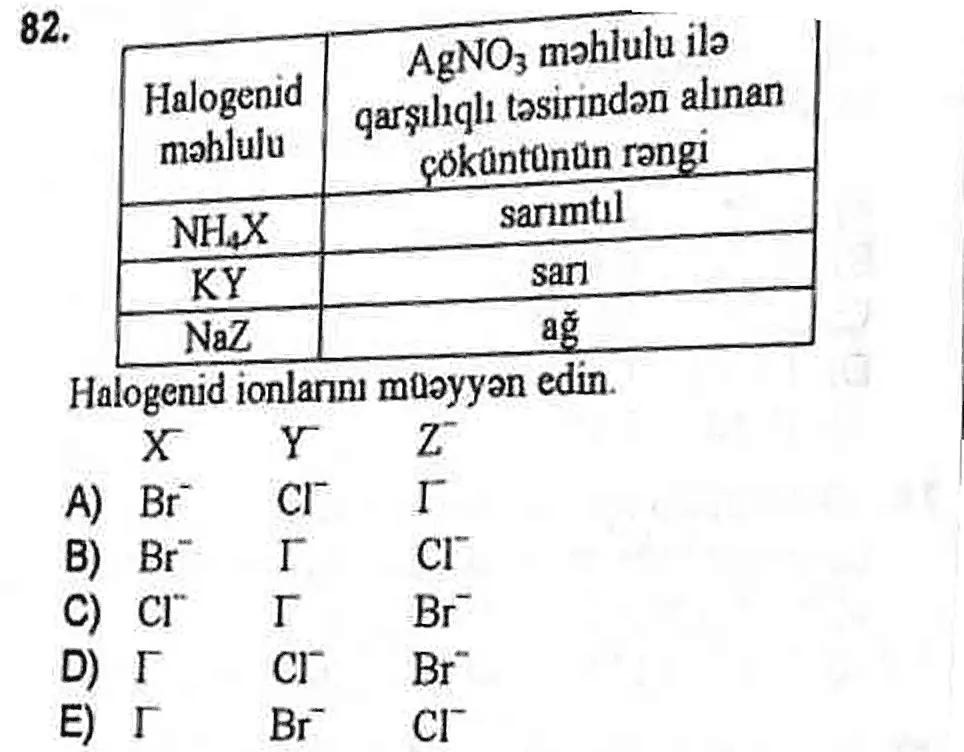 82.
Halogenid məhlulu
AgNO₃ məhlulu ilə qarşılıqlı təsirindən alınan çöküntünün rəngi
NH₄X sarımtıl
KY sarı
NaZ ağ
Halogenid ionlarını müəyyən edin.
X⁻ Y⁻ Z⁻
A) Br⁻ Cl⁻ I⁻
B) Br⁻ I⁻ Cl⁻
C) Cl⁻ I⁻ Br⁻
D) I⁻ Cl⁻ Br⁻
E) I⁻ Br⁻ Cl⁻